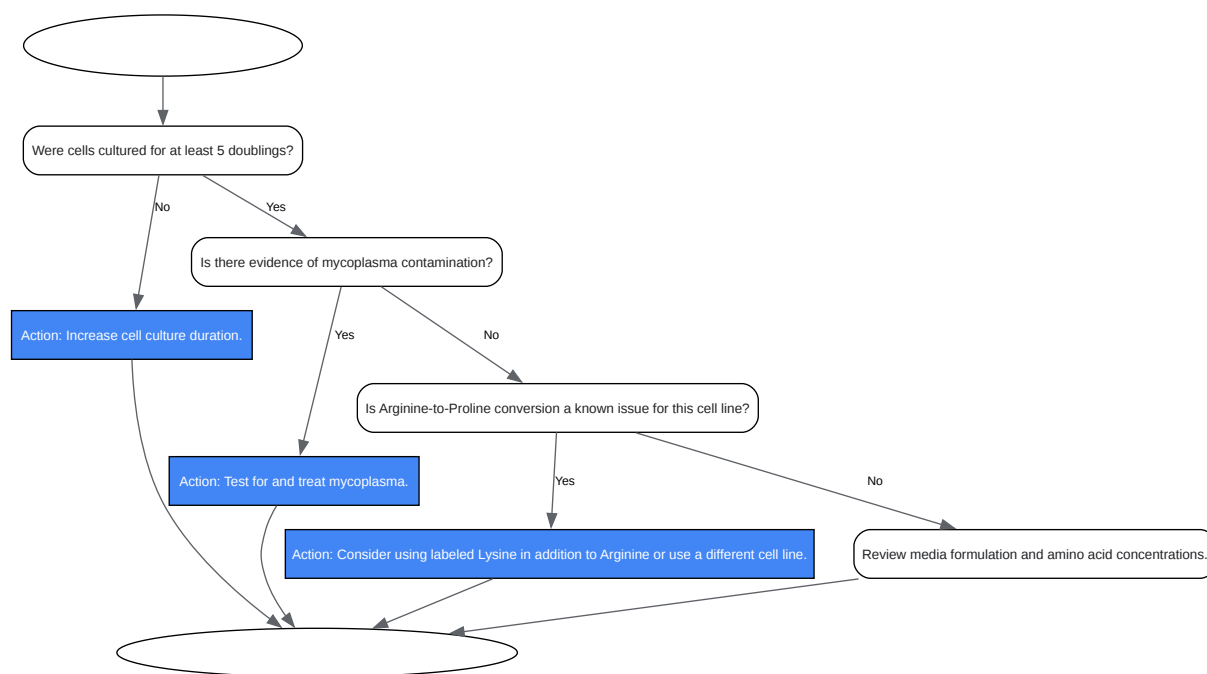 Were cells cultured for at least 5 doublings?
No
Yes
Is there evidence of mycoplasma contamination?
Action: Increase cell culture duration.
Yes
No
Is Arginine-to-Proline conversion a known issue for this cell line?
Action: Test for and treat mycoplasma.
Yes
No
Action: Consider using labeled Lysine in addition to Arginine or use a different cell line.
Review media formulation and amino acid concentrations.